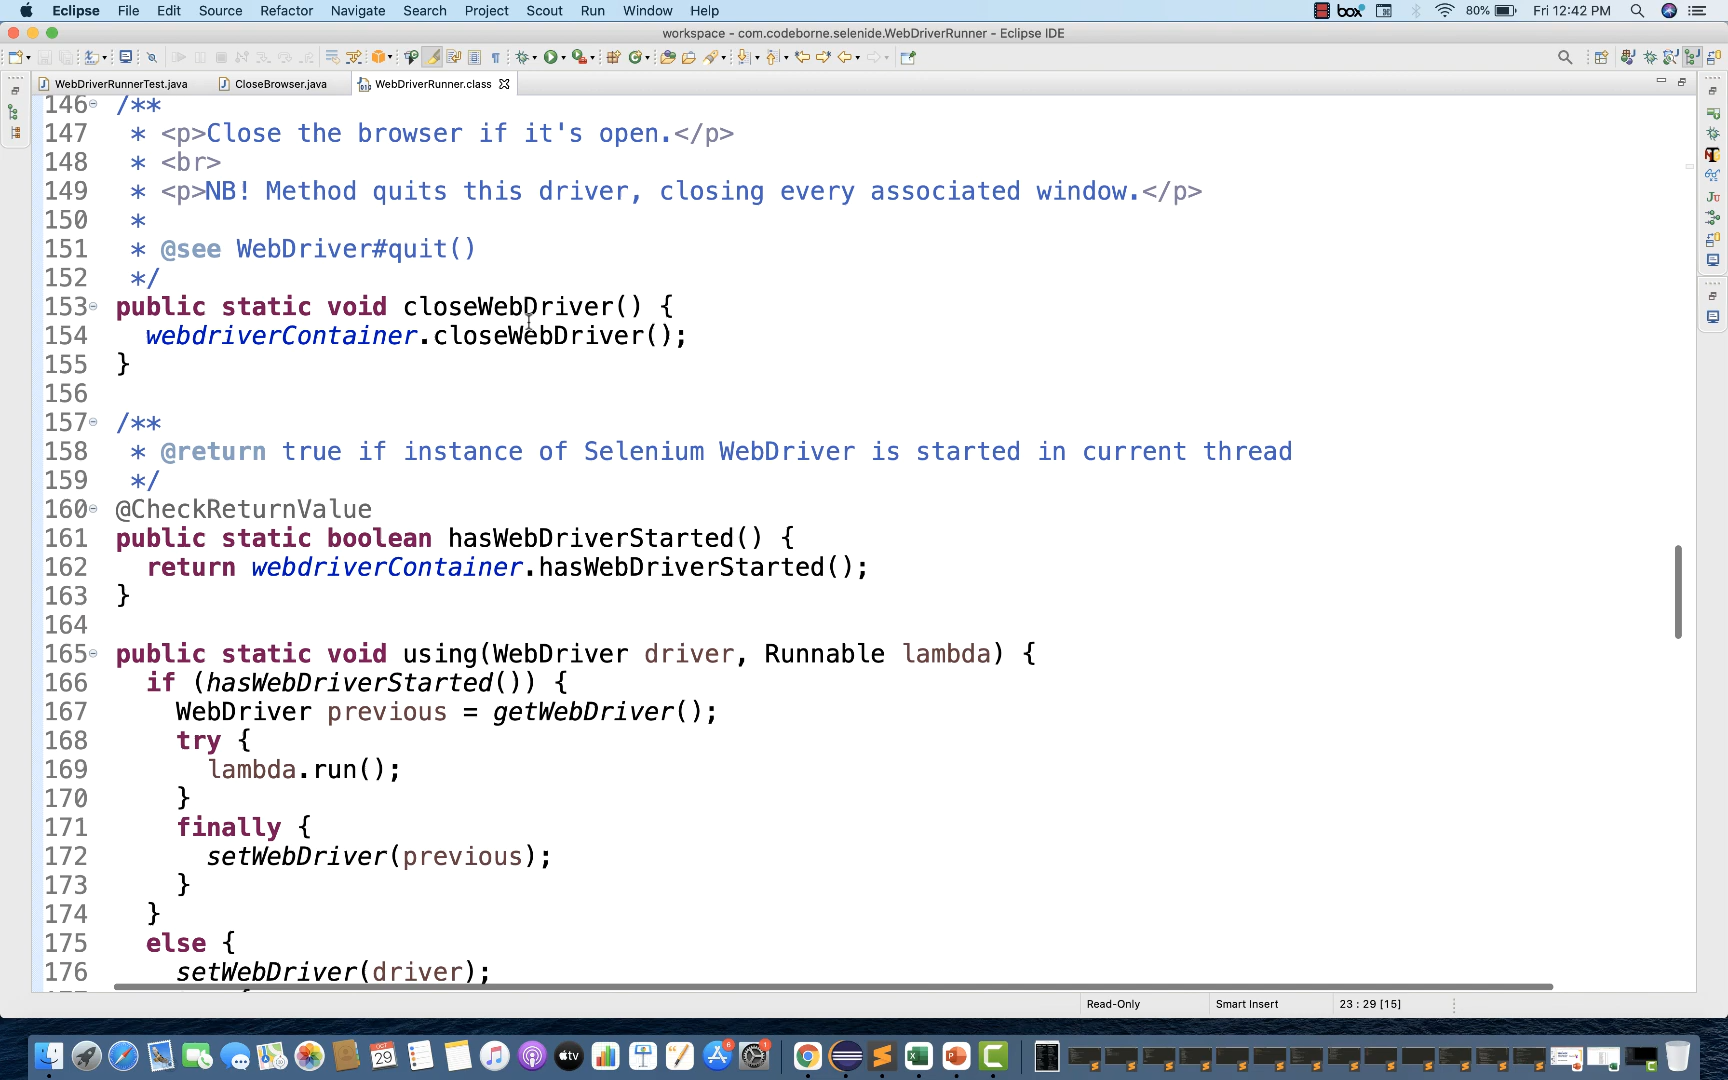 Eclipse File Edit Source Refactor Navigate Search Project Scout Run Window Help box 80% Fri 12:42 PM
workspace - com.codeborne.selenide.WebDriverRunner - Eclipse IDE
WebDriverRunnerTest.java CloseBrowser.java WebDriverRunner.class
146 /**
147 * <p>Close the browser if it's open.</p>
148 * <br>
149 * <p>NB! Method quits this driver, closing every associated window.</p>
150 *
151 * @see WebDriver#quit()
152 */
153 public static void closeWebDriver() {
154 webdriverContainer.closeWebDriver();
155 }
156
157 /**
158 * @return true if instance of Selenium WebDriver is started in current thread
159 */
160 @CheckReturnValue
161 public static boolean hasWebDriverStarted() {
162 return webdriverContainer.hasWebDriverStarted();
163 }
164
165 public static void using(WebDriver driver, Runnable lambda) {
166 if (hasWebDriverStarted()) {
167 WebDriver previous = getWebDriver();
168 try {
169 lambda.run();
170 }
171 finally {
172 setWebDriver(previous);
173 }
174 }
175 else {
176 setWebDriver(driver);
Read-Only Smart Insert 23 : 29 [15]
OCT
29
tv